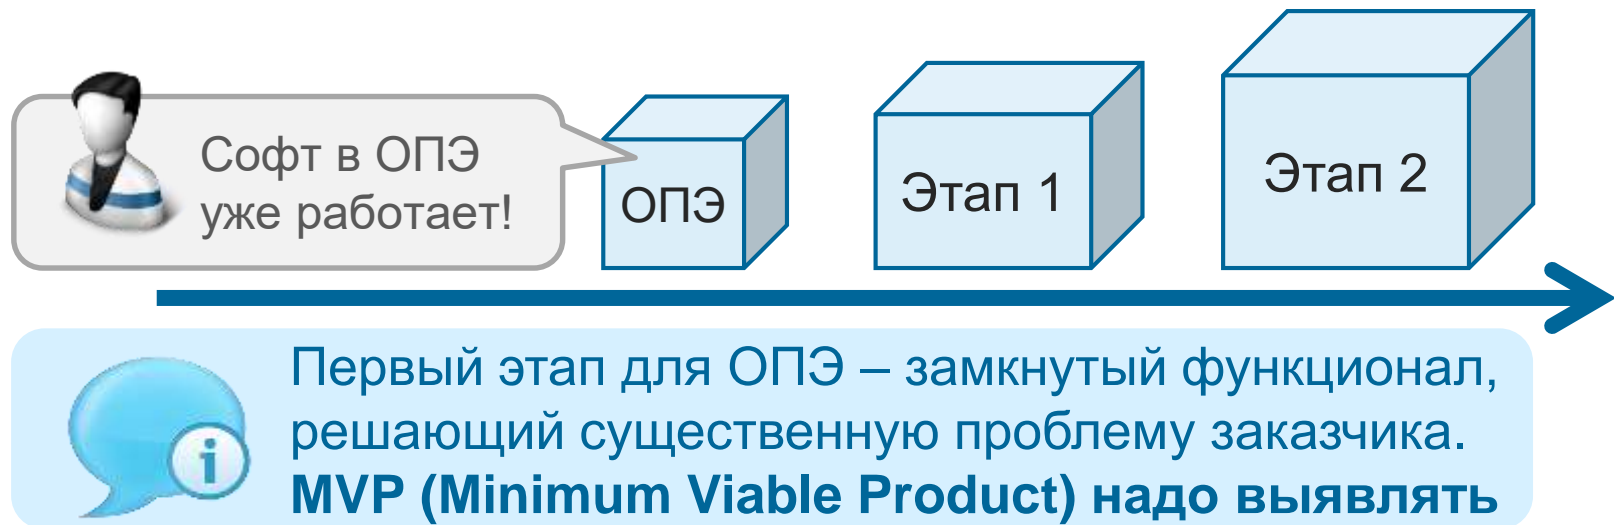 Софт в ОПЭ
уже работает!
ОПЭ
Этап 1
Этап 2
Первый этап для ОПЭ – замкнутый функционал,
решающий существенную проблему заказчика.
MVP (Minimum Viable Product) надо выявлять